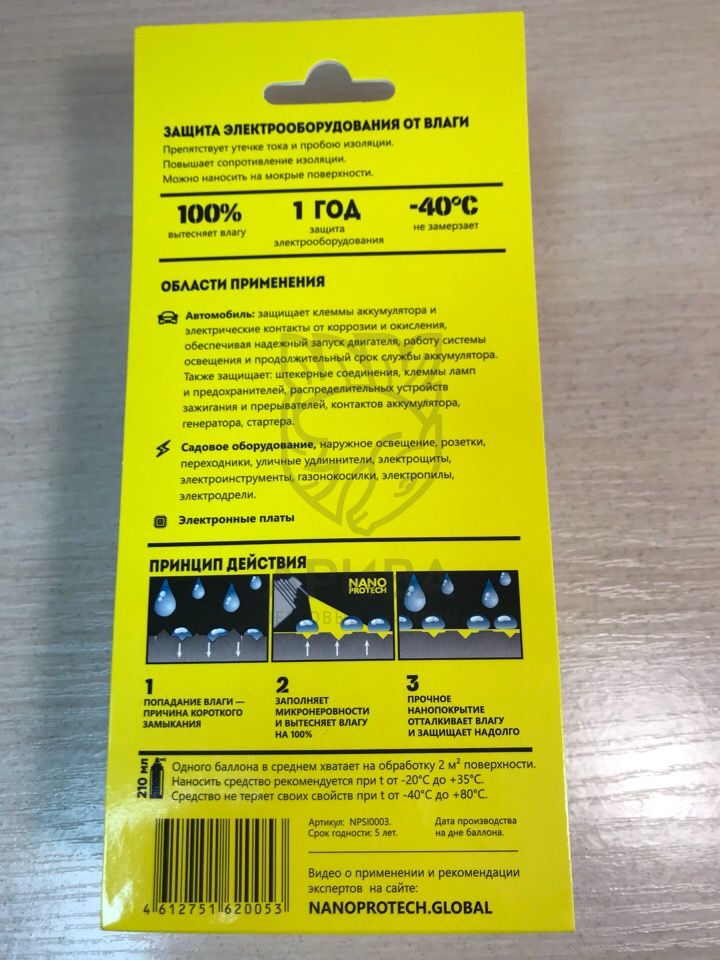 ЗАЩИТА ЭЛЕКТРООБОРУДОВАНИЯ ОТ ВЛАГИ
Препятствует утечке тока и пробою изоляции.
Повышает сопротивление изоляции.
Можно наносить на мокрые поверхности.
100%
вытесняет влагу
1 ГОД
защита
электрооборудования
-40°C
не замерзает
ОБЛАСТИ ПРИМЕНЕНИЯ
Автомобиль: защищает клеммы аккумулятора и
электрические контакты от коррозии и окисления,
обеспечивая надежный запуск двигателя, работу системы
освещения и продолжительный срок службы аккумулятора.
Также защищает: штекерные соединения, клеммы ламп
и предохранителей, распределительных устройств
зажигания и прерывателей, контактов аккумулятора,
генератора, стартера.
Садовое оборудование, наружное освещение, розетки,
переходники, уличные удлиннители, электрощиты,
электроинструменты, газонокосилки, электропилы,
электродрели.
Электронные платы
ПРИНЦИП ДЕЙСТВИЯ
NANO
PROTECH
1
ПОПАДАНИЕ ВЛАГИ —
ПРИЧИНА КОРОТКОГО
ЗАМЫКАНИЯ
2
ЗАПОЛНЯЕТ
МИКРОНЕРОВНОСТИ
И ВЫТЕСНЯЕТ ВЛАГУ
НА 100%
3
ПРОЧНОЕ
НАНОПОКРЫТИЕ
ОТТАЛКИВАЕТ ВЛАГУ
И ЗАЩИЩАЕТ НАДОЛГО
210 мл
Одного баллона в среднем хватает на обработку 2 м² поверхности.
Наносить средство рекомендуется при t от -20°C до +35°C.
Средство не теряет своих свойств при t от -40°C до +80°C.
Артикул: NPSI0003.
Срок годности: 5 лет.
Дата производства
на дне баллона.
Видео о применении и рекомендации
экспертов на сайте:
NANOPROTECH.GLOBAL
4 612751 620053